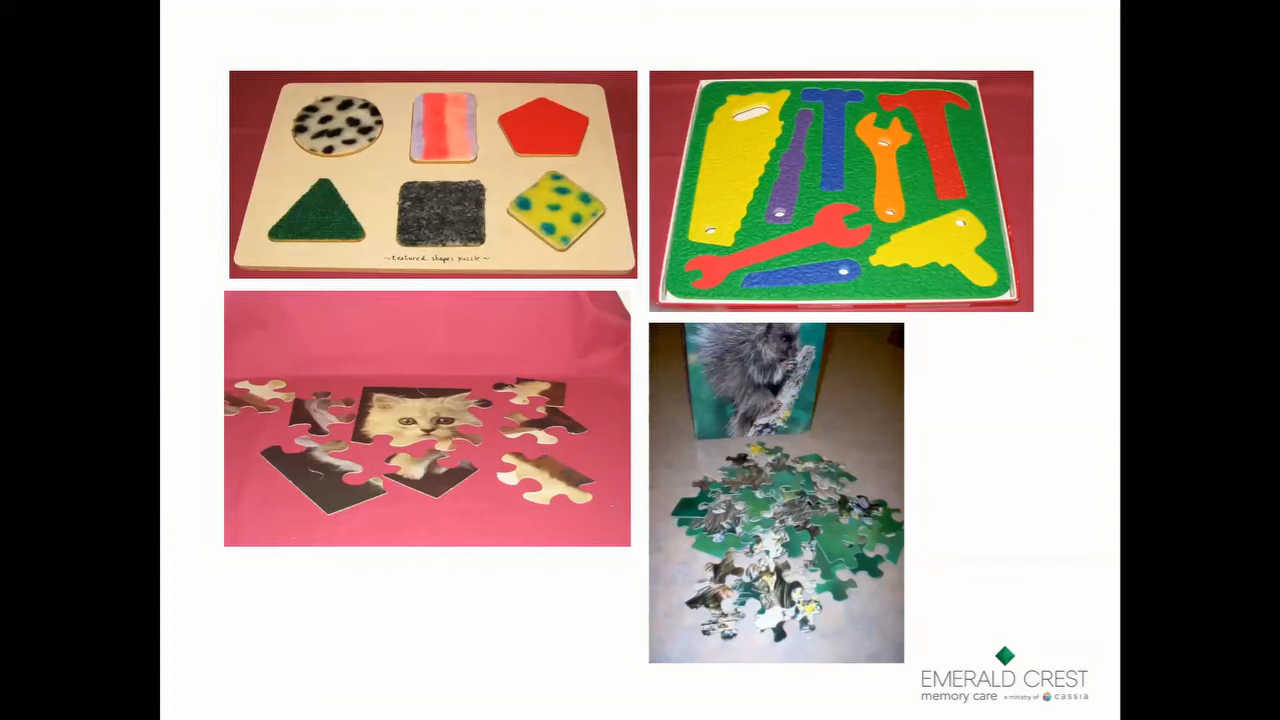 ~textured shapes puzzle~
EMERALD CREST
memory care a ministry of cassia